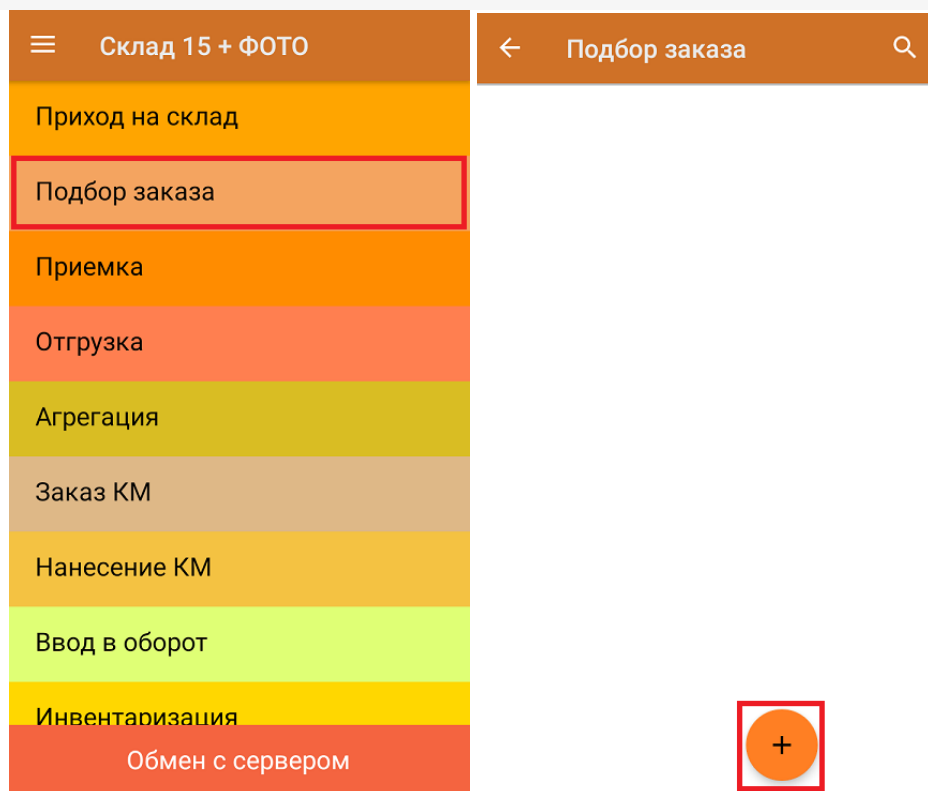 Склад 15 + ФОТО
Приход на склад
Подбор заказа
Приемка
Отгрузка
Агрегация
Заказ КМ
Нанесение КМ
Ввод в оборот
Инвентаризация
Обмен с сервером
Подбор заказа
+